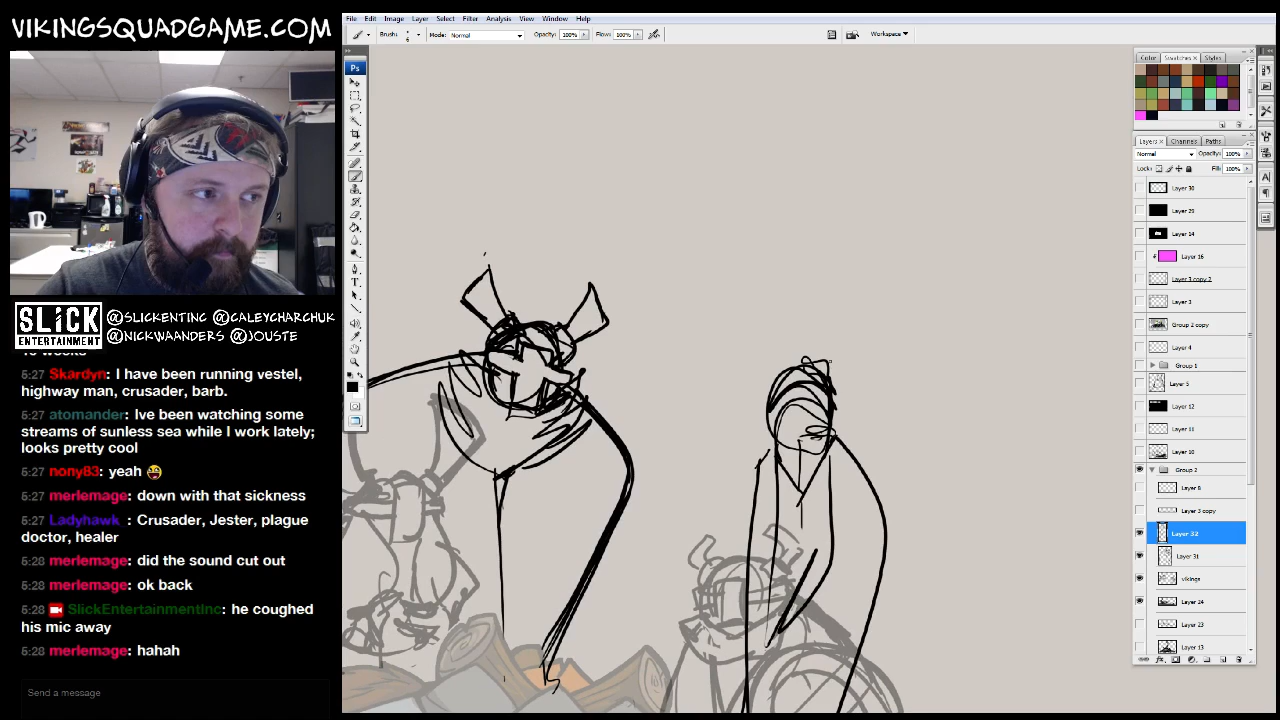 VIKINGSQUADGAME.COM
SLICK
ENTERTAINMENT
@SLICKENTINC @CALEYCHARCHUK
@NICKWAANDERS @JOUSTE
5:27 Skardyn: I have been running vestel,
highway man, crusader, barb.
5:27 atomander: Ive been watching some
streams of sunless sea while I work lately;
looks pretty cool
5:27 nony83: yeah
5:27 merlemage: down with that sickness
5:27 Ladyhawk : Crusader, Jester, plague
doctor, healer
5:28 merlemage: did the sound cut out
5:28 merlemage: ok back
5:28 SlickEntertainmentInc: he coughed
his mic away
5:28 merlemage: hahah
Send a message
File Edit Image Layer Select Filter Analysis View Window Help
Brush: Mode: Normal Opacity: 100% Flow: 100% Workspace
Ps
Color Swatches Styles
Layers Channels Paths
Normal Opacity: 100%
Lock: Fill: 100%
Layer 30
Layer 29
Layer 14
Layer 16
Layer 3 copy 2
Layer 3
Group 2 copy
Layer 4
Group 1
Layer 5
Layer 12
Layer 11
Layer 10
Group 2
Layer 8
Layer 3 copy
Layer 32
Layer 31
vikings
Layer 24
Layer 23
Layer 13